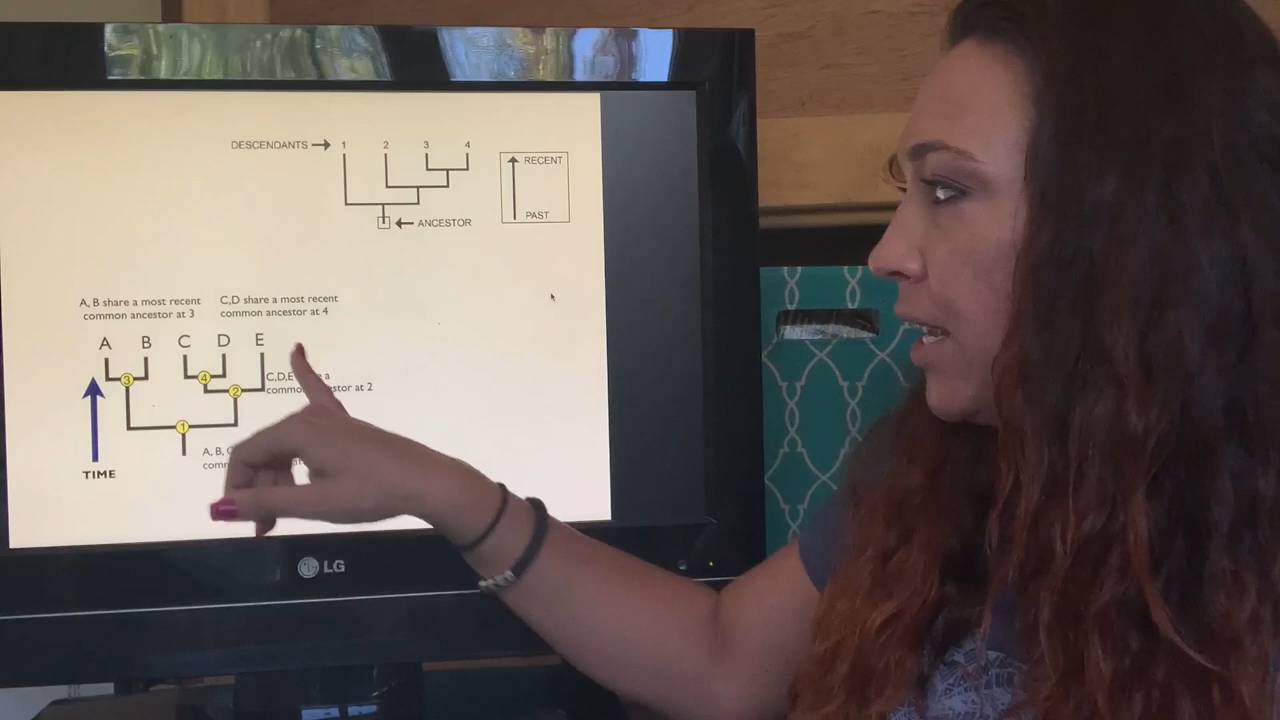 DESCENDANTS → 1 2 3 4
RECENT
PAST
← ANCESTOR
A, B share a most recent
common ancestor at 3
C,D share a most recent
common ancestor at 4
A B C D E
3
4
2
C,D,E a
at 2
1
A, B,
TIME
LG